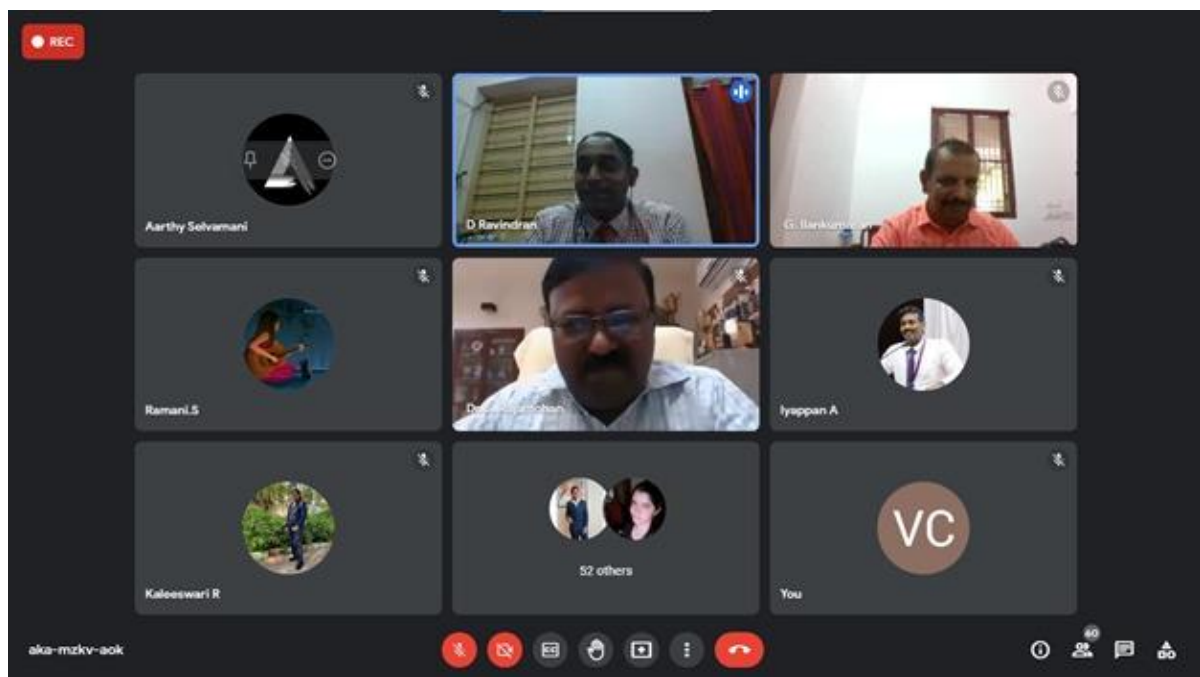 REC
Aarthy Selvamani
D Ravindran
Ramani.S
Iyappan A
Kaleeswari R
52 others
VC
You
aka-mzkv-aok
60